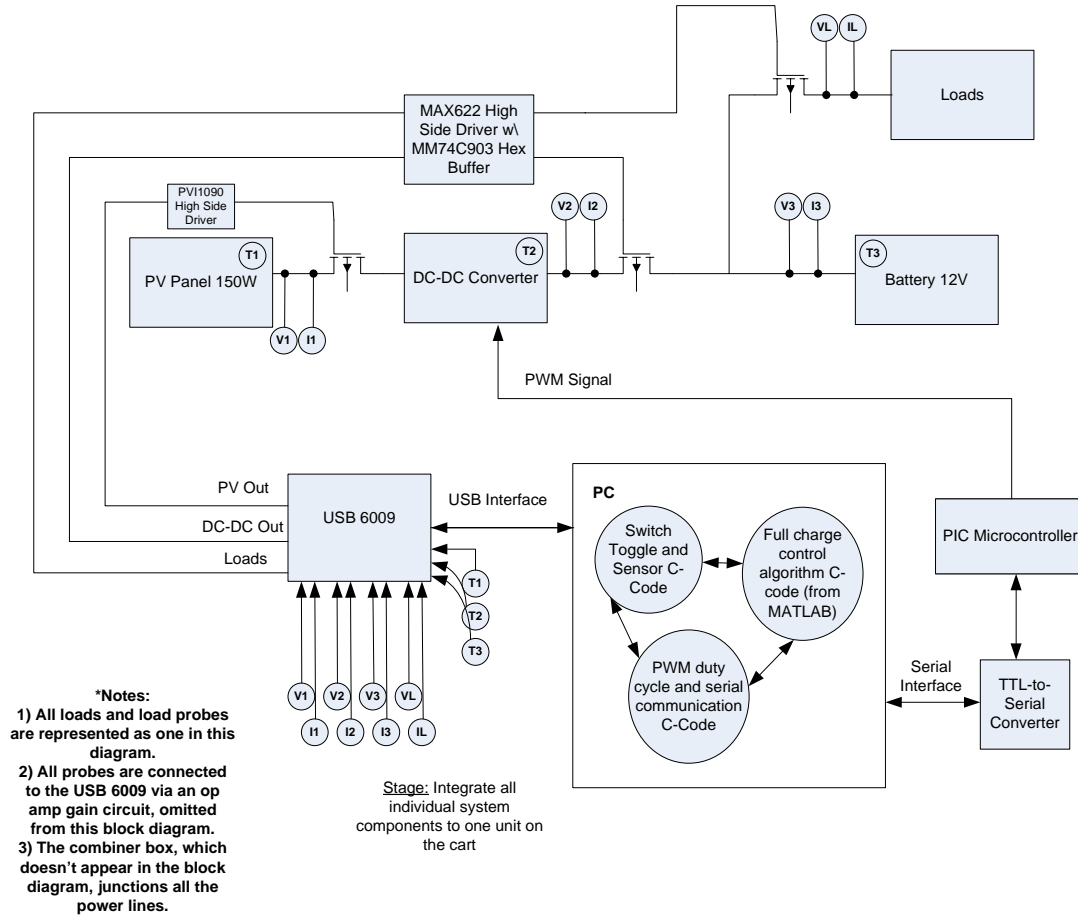 VL
IL
MAX622 High
Side Driver w\
MM74C903 Hex
Buffer
Loads
PVI1090
High Side
Driver
V2
I2
V3
I3
T1
PV Panel 150W
T2
DC-DC Converter
T3
Battery 12V
V1
I1
PWM Signal
PV Out
DC-DC Out
Loads
USB 6009
USB Interface
PC
Switch
Toggle and
Sensor C-
Code
Full charge
control
algorithm C-
code (from
MATLAB)
PWM duty
cycle and serial
communication
C-Code
PIC Microcontroller
Serial
Interface
TTL-to-
Serial
Converter
T1
T2
T3
V1
V2
V3
VL
I1
I2
I3
IL
*Notes:
1) All loads and load probes
are represented as one in this
diagram.
2) All probes are connected
to the USB 6009 via an op
amp gain circuit, omitted
from this block diagram.
3) The combiner box, which
doesn't appear in the block
diagram, junctions all the
power lines.
Stage: Integrate all
individual system
components to one unit on
the cart